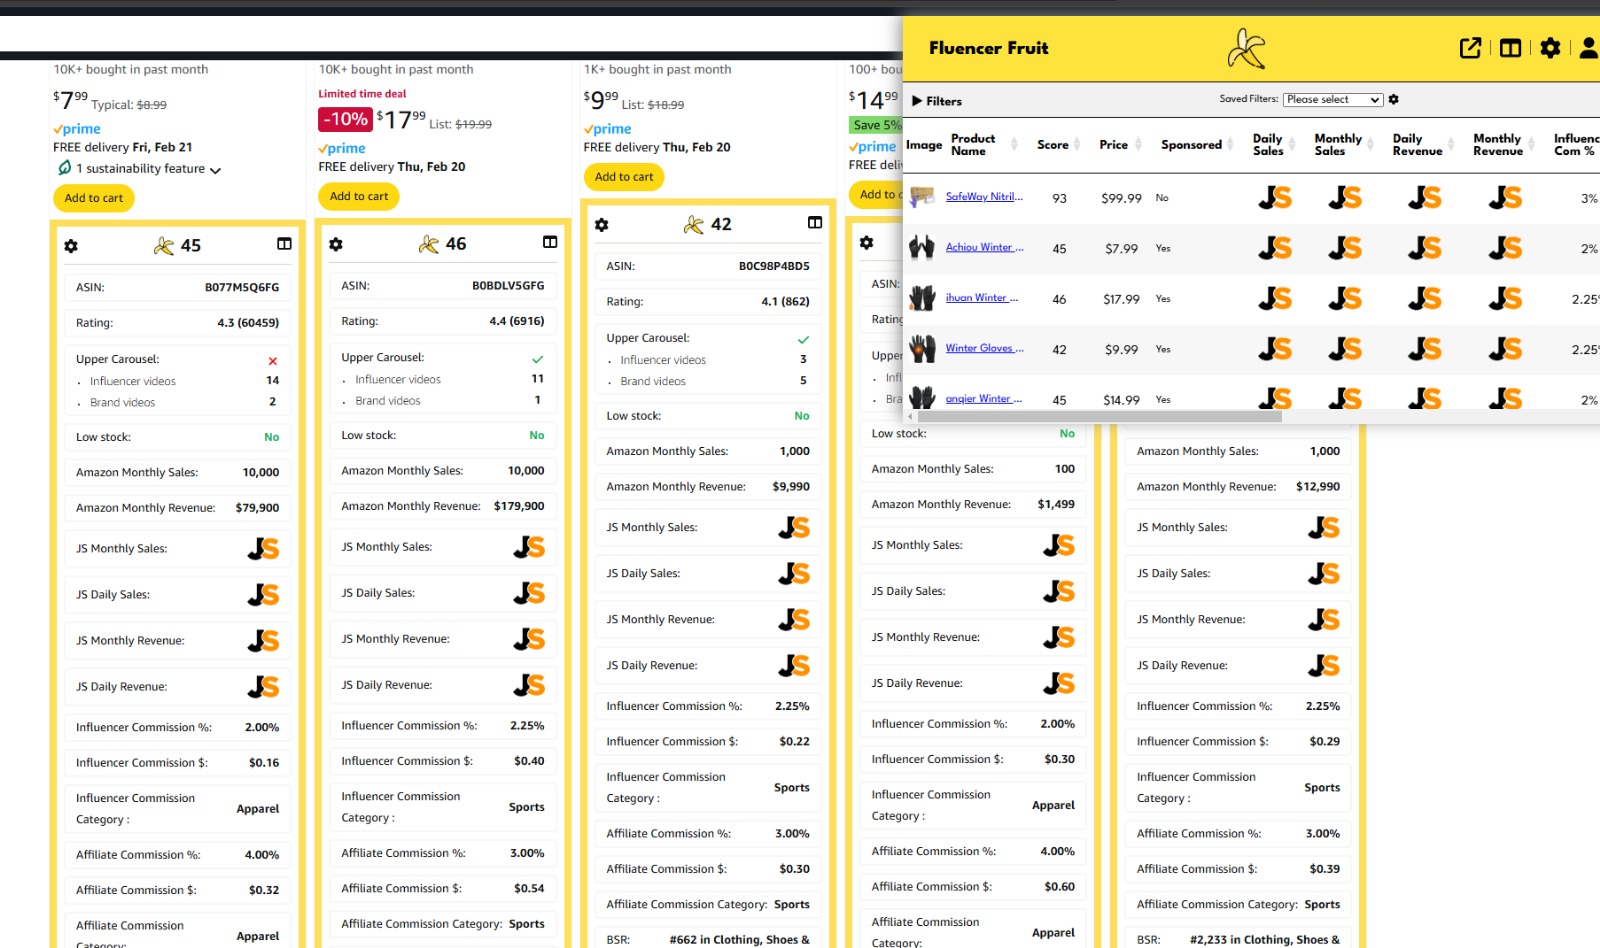 10K+ bought in past month
$7.99 Typical: $8.99
prime
FREE delivery Fri, Feb 21
1 sustainability feature
Add to cart
45
ASIN: B077M5Q6FG
Rating: 4.3 (60459)
Upper Carousel:
Influencer videos 14
Brand videos 2
Low stock: No
Amazon Monthly Sales: 10,000
Amazon Monthly Revenue: $79,900
JS Monthly Sales: JS
JS Daily Sales: JS
JS Monthly Revenue: JS
JS Daily Revenue: JS
Influencer Commission %: 2.00%
Influencer Commission $: $0.16
Influencer Commission
Category : Apparel
Affiliate Commission %: 4.00%
Affiliate Commission $: $0.32
Affiliate Commission
Category: Apparel
10K+ bought in past month
Limited time deal
-10% $17.99 List: $19.99
prime
FREE delivery Thu, Feb 20
Add to cart
46
ASIN: B0BDLV5GFG
Rating: 4.4 (6916)
Upper Carousel:
Influencer videos 11
Brand videos 1
Low stock: No
Amazon Monthly Sales: 10,000
Amazon Monthly Revenue: $179,900
JS Monthly Sales: JS
JS Daily Sales: JS
JS Monthly Revenue: JS
JS Daily Revenue: JS
Influencer Commission %: 2.25%
Influencer Commission $: $0.40
Influencer Commission
Category : Sports
Affiliate Commission %: 3.00%
Affiliate Commission $: $0.54
Affiliate Commission Category: Sports
1K+ bought in past month
$9.99 List: $18.99
prime
FREE delivery Thu, Feb 20
Add to cart
42
ASIN: B0C98P4BD5
Rating: 4.1 (862)
Upper Carousel:
Influencer videos 3
Brand videos 5
Low stock: No
Amazon Monthly Sales: 1,000
Amazon Monthly Revenue: $9,990
JS Monthly Sales: JS
JS Daily Sales: JS
JS Monthly Revenue: JS
JS Daily Revenue: JS
Influencer Commission %: 2.25%
Influencer Commission $: $0.22
Influencer Commission
Category : Sports
Affiliate Commission %: 3.00%
Affiliate Commission $: $0.30
Affiliate Commission Category: Sports
BSR: #662 in Clothing, Shoes &
100+ bou
$14.99
Save 5%
prime
FREE deli
Add to c
ASIN:
Rating
Upper
Infl
Bra
Low stock: No
Amazon Monthly Sales: 100
Amazon Monthly Revenue: $1,499
JS Monthly Sales: JS
JS Daily Sales: JS
JS Monthly Revenue: JS
JS Daily Revenue: JS
Influencer Commission %: 2.00%
Influencer Commission $: $0.30
Influencer Commission
Category : Apparel
Affiliate Commission %: 4.00%
Affiliate Commission $: $0.60
Affiliate Commission
Category: Apparel
Amazon Monthly Sales: 1,000
Amazon Monthly Revenue: $12,990
JS Monthly Sales: JS
JS Daily Sales: JS
JS Monthly Revenue: JS
JS Daily Revenue: JS
Influencer Commission %: 2.25%
Influencer Commission $: $0.29
Influencer Commission
Category : Sports
Affiliate Commission %: 3.00%
Affiliate Commission $: $0.39
Affiliate Commission Category: Sports
BSR: #2,233 in Clothing, Shoes &
Fluencer Fruit
Filters Saved Filters: Please select
Image Product Name Score Price Sponsored Daily Sales Monthly Sales Daily Revenue Monthly Revenue Influenc Com %
SafeWay Nitril... 93 $99.99 No JS JS JS JS 3%
Achiou Winter ... 45 $7.99 Yes JS JS JS JS 2%
ihuan Winter ... 46 $17.99 Yes JS JS JS JS 2.25%
Winter Gloves ... 42 $9.99 Yes JS JS JS JS 2.25%
anqier Winter ... 45 $14.99 Yes JS JS JS JS 2%